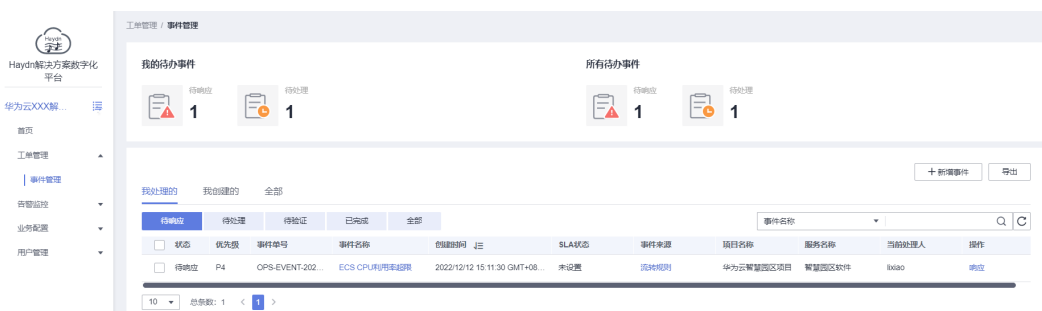 工单管理 / 事件管理
Haydn
Haydn解决方案数字化
平台
华为云XXX解...
首页
工单管理
事件管理
告警监控
业务配置
用户管理
我的待办事件
待响应
1
待处理
1
所有待办事件
待响应
1
待处理
1
新增事件 导出
我处理的 我创建的 全部
待响应 待处理 待验证 已完成 全部
事件名称
状态 优先级 事件单号 事件名称 创建时间 SLA状态 事件来源 项目名称 服务名称 当前处理人 操作
待响应 P4 OPS-EVENT-202... ECS CPU利用率超限 2022/12/12 15:11:30 GMT+08... 未设置 流转规则 华为云智慧园区项目 智慧园区软件 lixiao 响应
10 总条数: 1 < 1 >